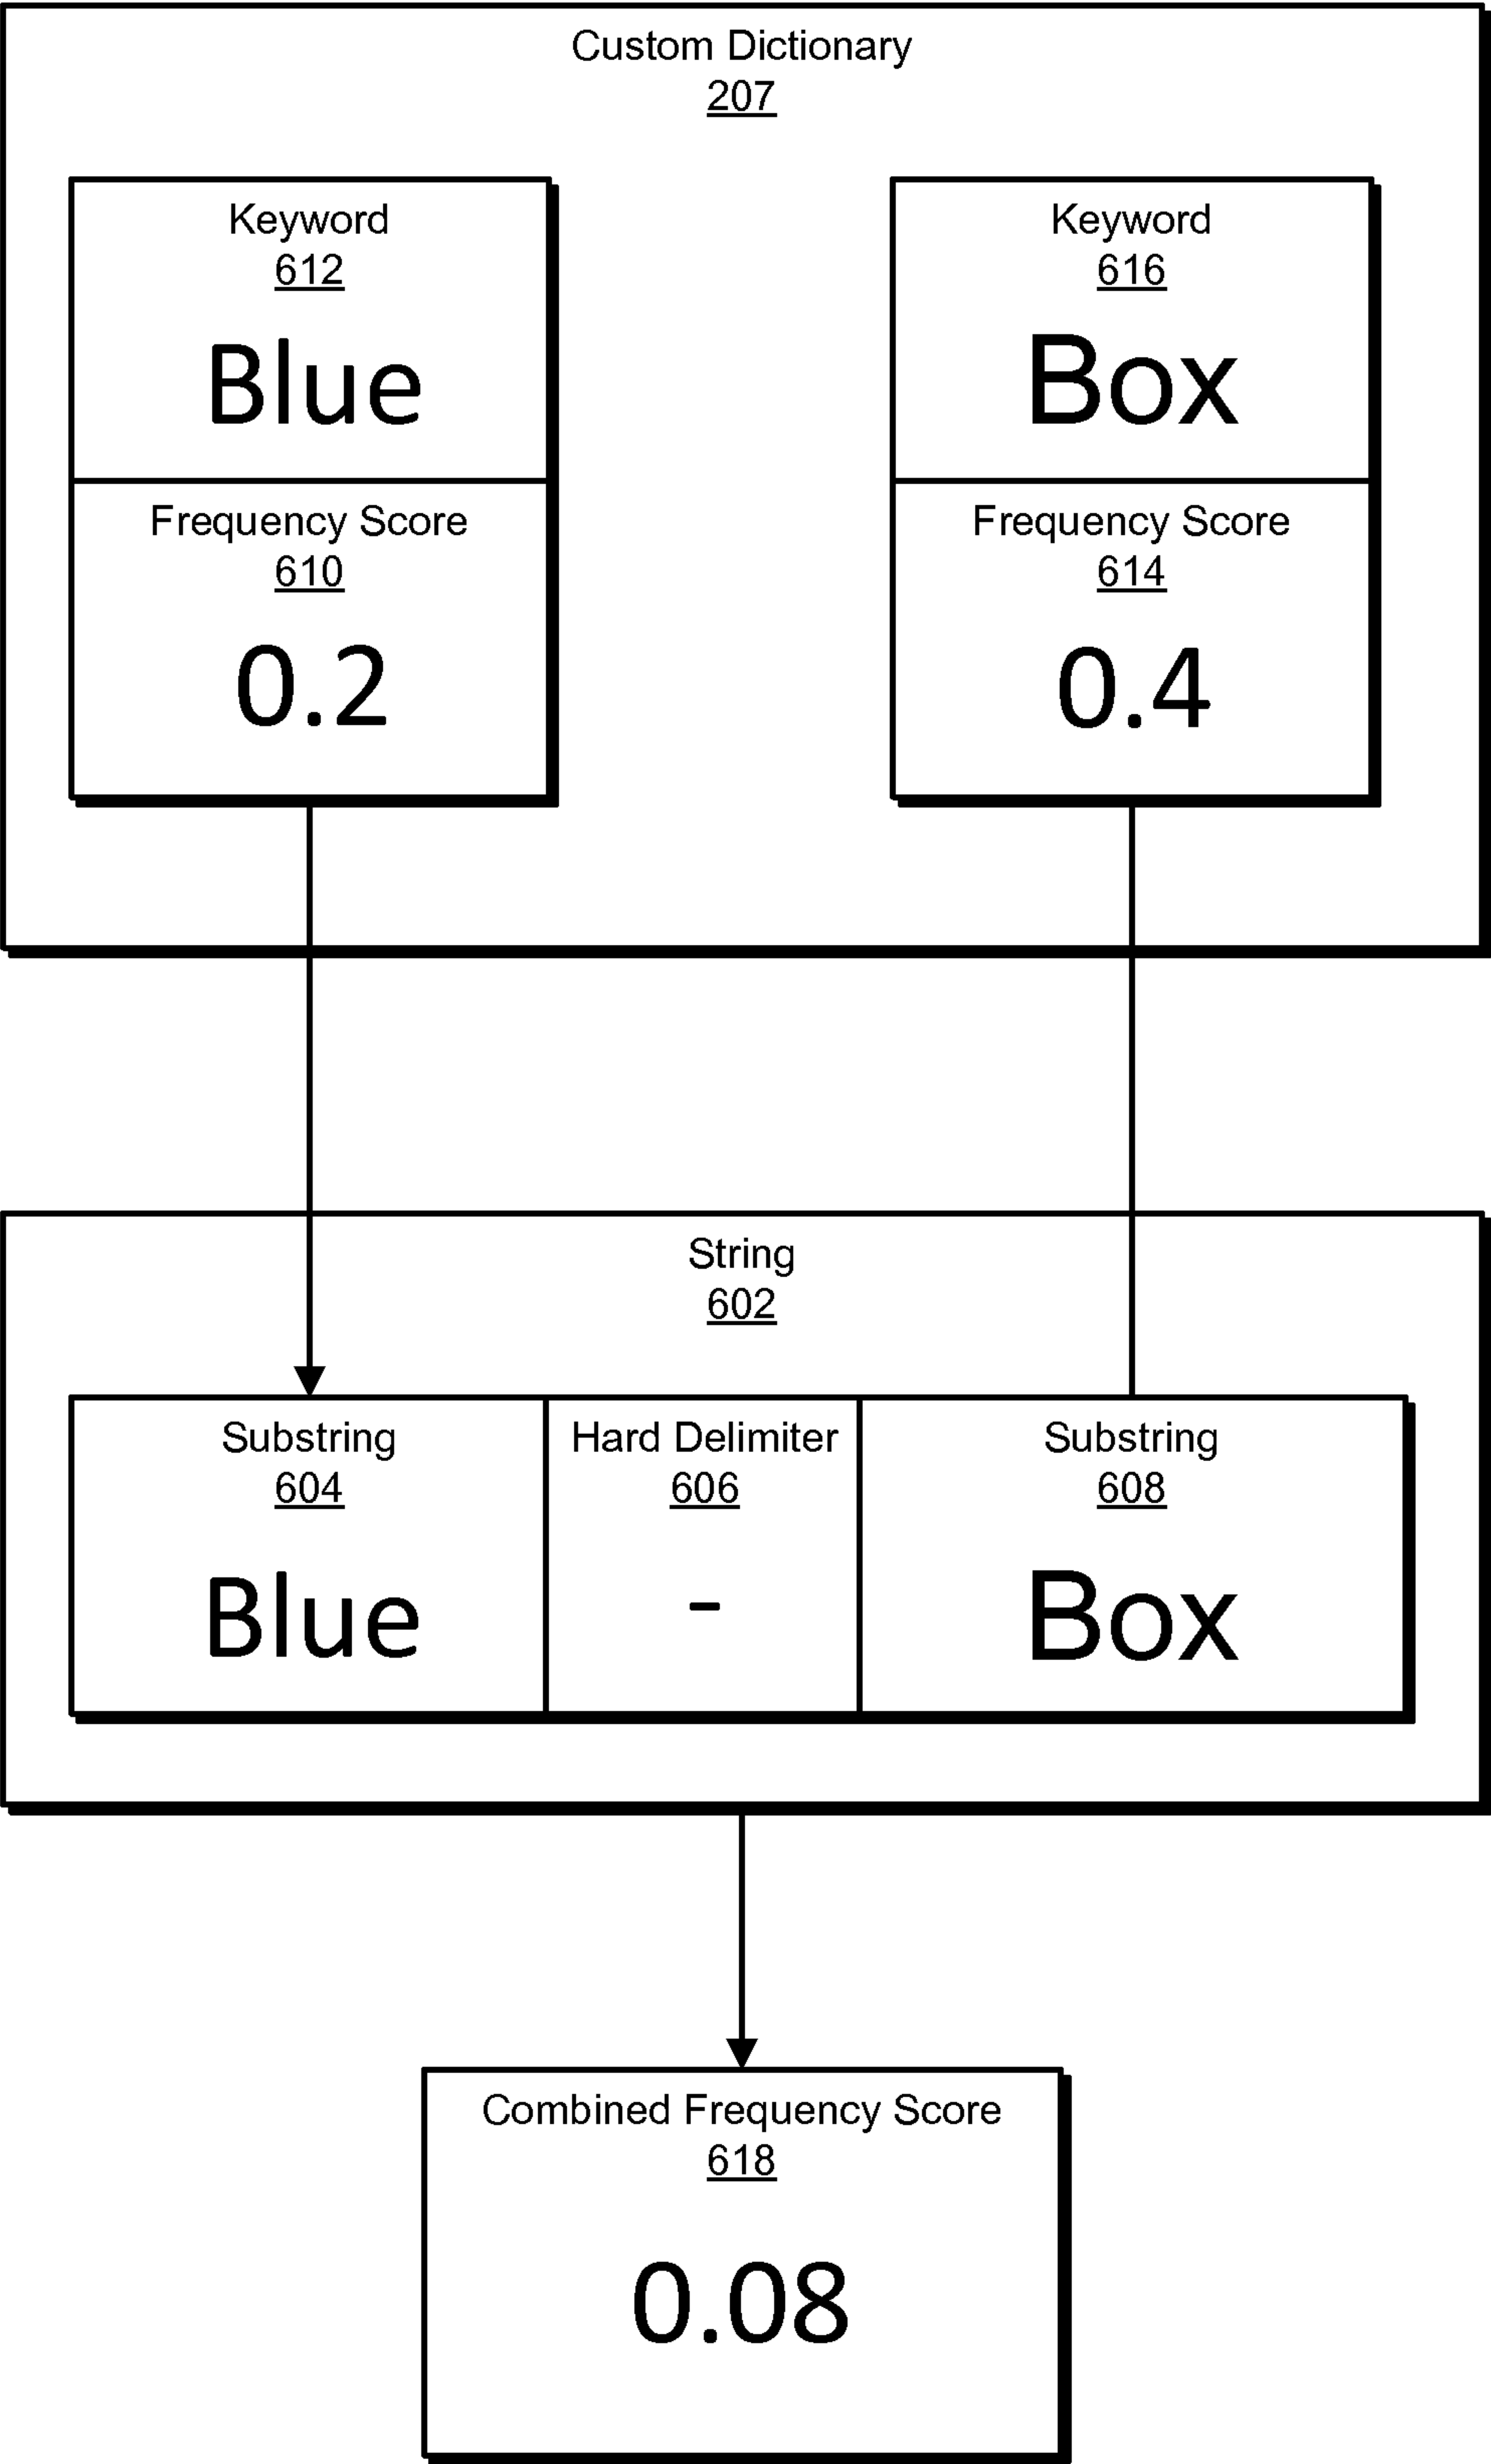 Custom Dictionary
207
Keyword
612
Blue
Frequency Score
610
0.2
Keyword
616
Box
Frequency Score
614
0.4
String
602
Substring
604
Blue
Hard Delimiter
606
-
Substring
608
Box
Combined Frequency Score
618
0.08